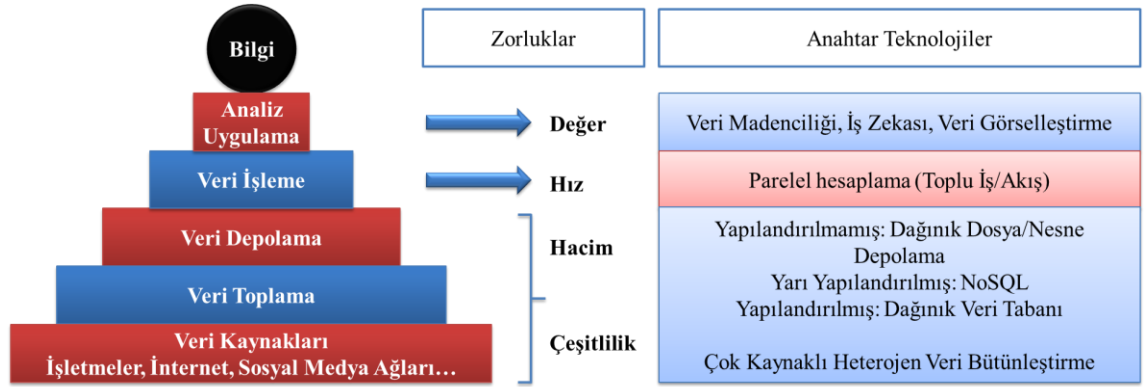 Bilgi
Analiz
Uygulama
Veri İşleme
Veri Depolama
Veri Toplama
Veri Kaynakları
İşletmeler, İnternet, Sosyal Medya Ağları…
Zorluklar
Değer
Hız
Hacim
Çeşitlilik
Anahtar Teknolojiler
Veri Madenciliği, İş Zekası, Veri Görselleştirme
Parelel hesaplama (Toplu İş/Akış)
Yapılandırılmamış: Dağınık Dosya/Nesne
Depolama
Yarı Yapılandırılmış: NoSQL
Yapılandırılmış: Dağınık Veri Tabanı
Çok Kaynaklı Heterojen Veri Bütünleştirme